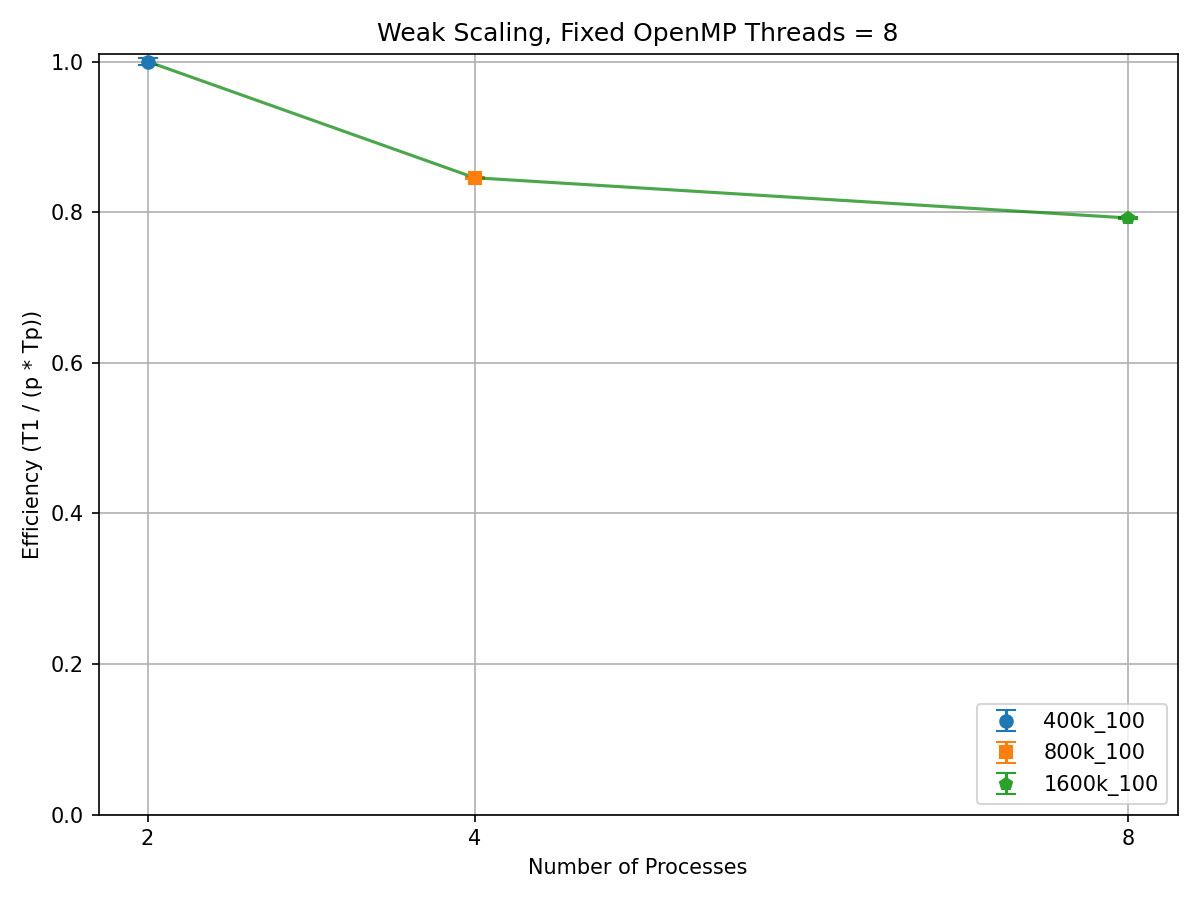 Weak Scaling, Fixed OpenMP Threads = 8
Efficiency (T1 / (p * Tp))
1.0
0.8
0.6
0.4
0.2
0.0
2
4
8
Number of Processes
400k_100
800k_100
1600k_100